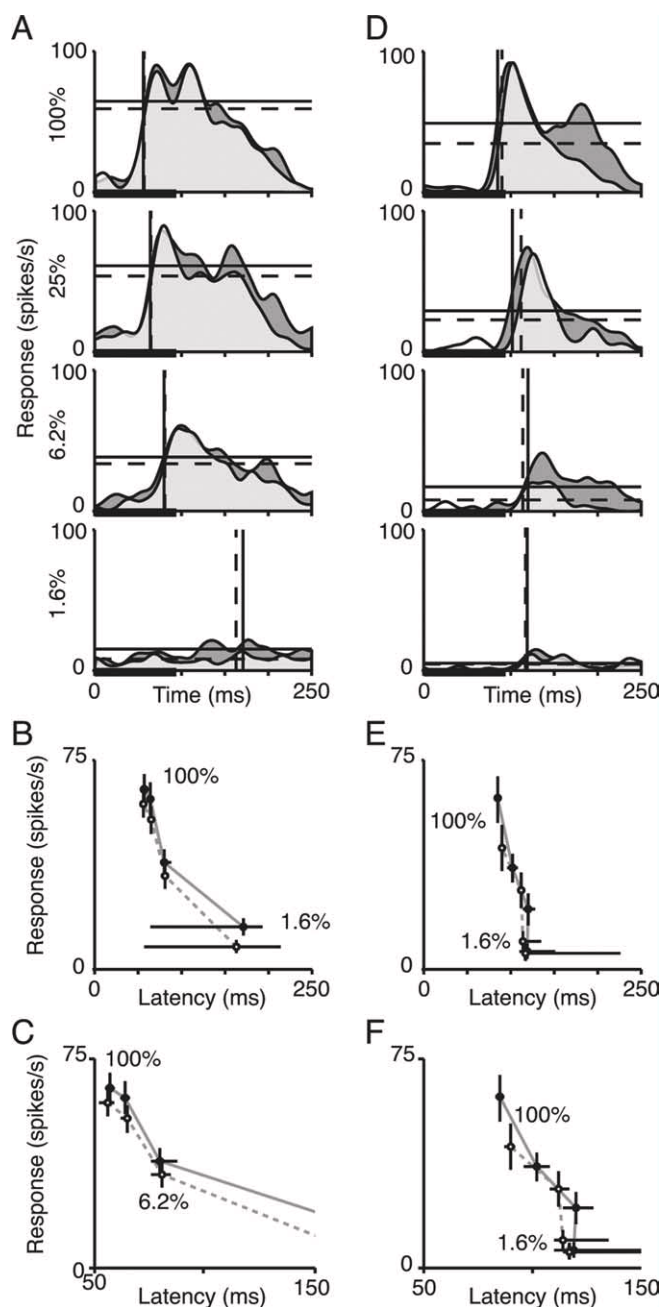 A
D
100
100
100%
0
0
100
100
Response (spikes/s)
25%
0
0
100
100
6.2%
0
0
100
100
1.6%
0
0
0 Time (ms) 250
0 Time (ms) 250
B
E
75
75
Response (spikes/s)
100%
100%
1.6%
1.6%
0
0
0 Latency (ms) 250
0 Latency (ms) 250
C
F
75
75
Response (spikes/s)
100%
100%
6.2%
1.6%
0
0
50 Latency (ms) 150
50 Latency (ms) 150